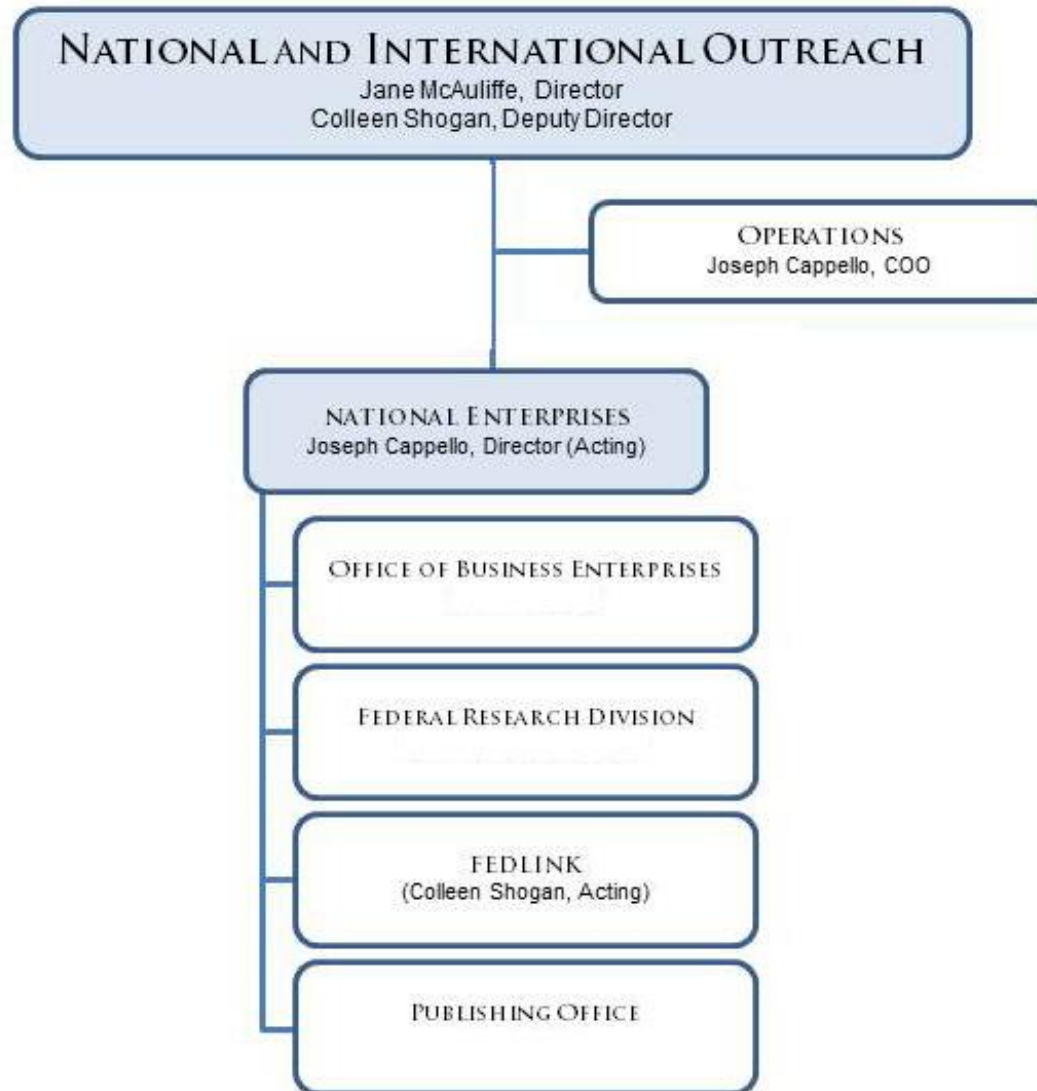 NATIONAL AND INTERNATIONAL OUTREACH
Jane McAuliffe, Director
Colleen Shogan, Deputy Director
OPERATIONS
Joseph Cappello, COO
NATIONAL ENTERPRISES
Joseph Cappello, Director (Acting)
OFFICE OF BUSINESS ENTERPRISES
FEDERAL RESEARCH DIVISION
FEDLINK
(Colleen Shogan, Acting)
PUBLISHING OFFICE